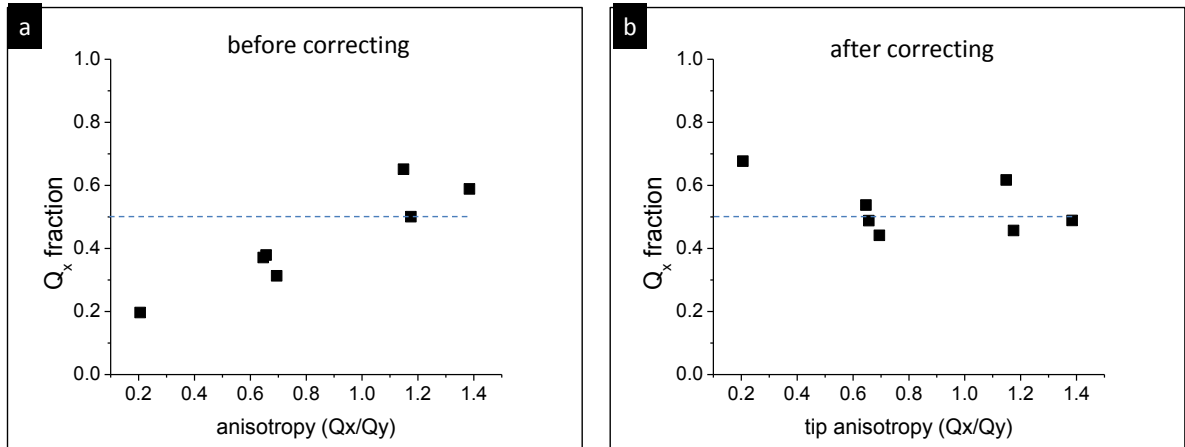 a
before correcting
1.0
0.8
0.6
0.4
0.2
0.0
Qx fraction
0.2 0.4 0.6 0.8 1.0 1.2 1.4
anisotropy (Qx/Qy)
b
after correcting
1.0
0.8
0.6
0.4
0.2
0.0
Qx fraction
0.2 0.4 0.6 0.8 1.0 1.2 1.4
tip anisotropy (Qx/Qy)